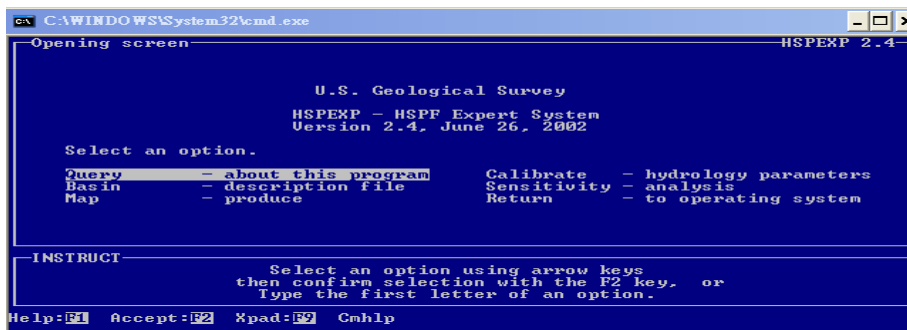 C:\WINDOWS\System32\cmd.exe
Opening screen HSPEXP 2.4
U.S. Geological Survey
HSPEXP - HSPF Expert System
Version 2.4, June 26, 2002
Select an option.
Query - about this program Calibrate - hydrology parameters
Basin - description file Sensitivity - analysis
Map - produce Return - to operating system
INSTRUCT
Select an option using arrow keys
then confirm selection with the F2 key, or
Type the first letter of an option.
Help:F1 Accept:F2 Xpad:F9 Cmhlp